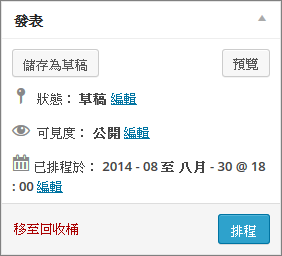 發表
儲存為草稿 預覽
狀態： 草稿 編輯
可見度： 公開 編輯
已排程於： 2014 - 08 至 八月 - 30 @ 18
: 00 編輯
移至回收桶 排程